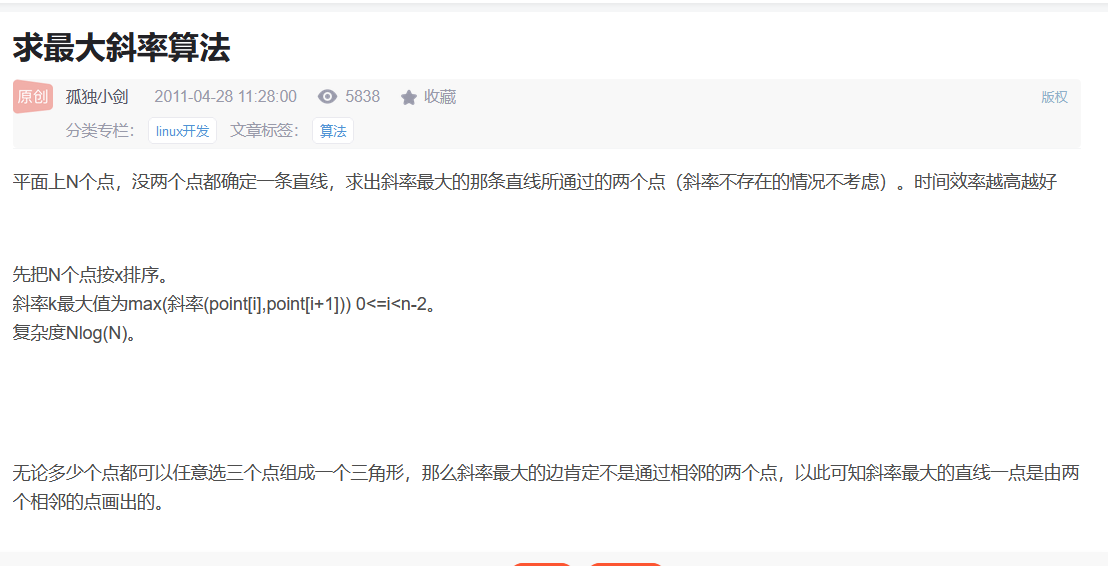 求最大斜率算法
原创 孤独小剑 2011-04-28 11:28:00 5838 收藏 版权
分类专栏： linux开发 文章标签： 算法
平面上N个点，没两个点都确定一条直线，求出斜率最大的那条直线所通过的两个点（斜率不存在的情况不考虑）。时间效率越高越好
先把N个点按x排序。
斜率k最大值为max(斜率(point[i],point[i+1])) 0<=i<n-2。
复杂度Nlog(N)。
无论多少个点都可以任意选三个点组成一个三角形，那么斜率最大的边肯定不是通过相邻的两个点，以此可知斜率最大的直线一点是由两
个相邻的点画出的。